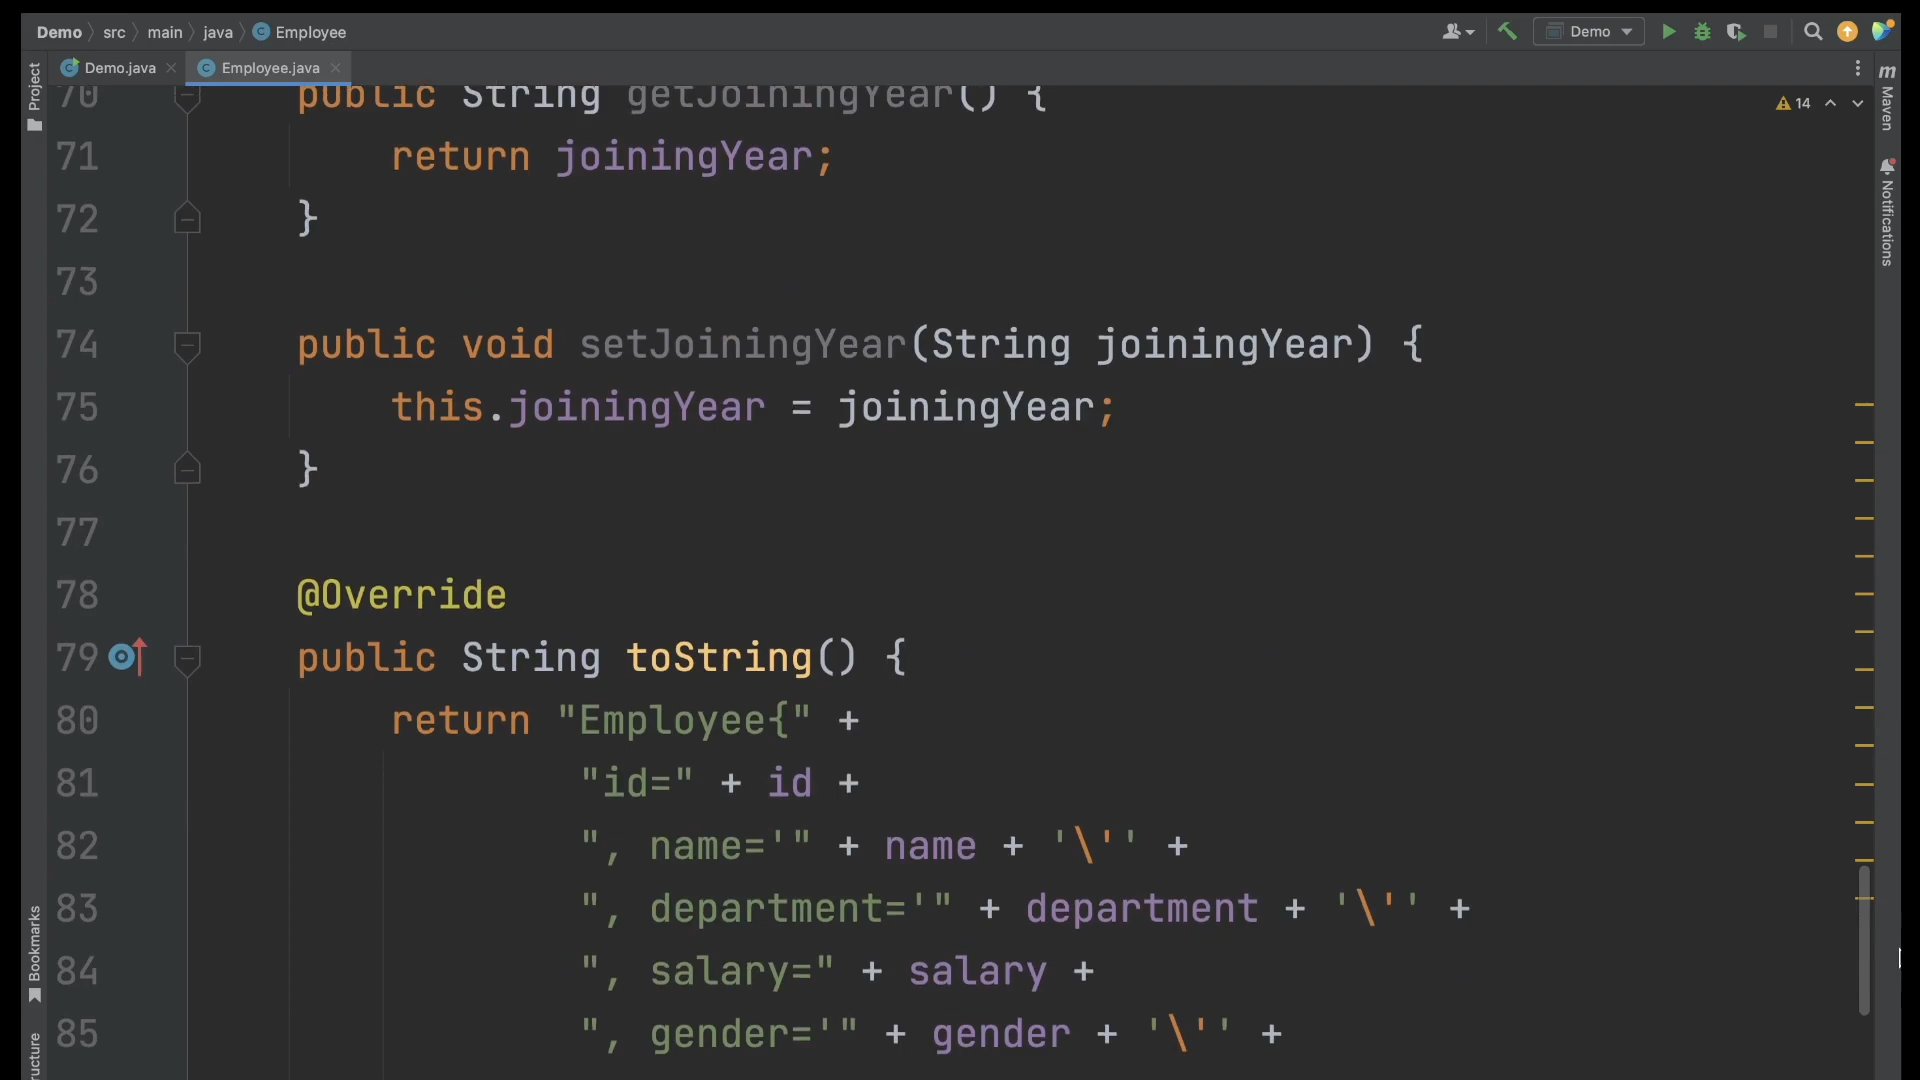 Demo src main java Employee
Demo
Demo.java Employee.java
Project
14
Maven
Notifications
Bookmarks
ructure
70 public String getJoiningYear() {
71 return joiningYear;
72 }
73
74 public void setJoiningYear(String joiningYear) {
75 this.joiningYear = joiningYear;
76 }
77
78 @Override
79 public String toString() {
80 return "Employee{" +
81 "id=" + id +
82 ", name='" + name + '\'' +
83 ", department='" + department + '\'' +
84 ", salary=" + salary +
85 ", gender='" + gender + '\'' +